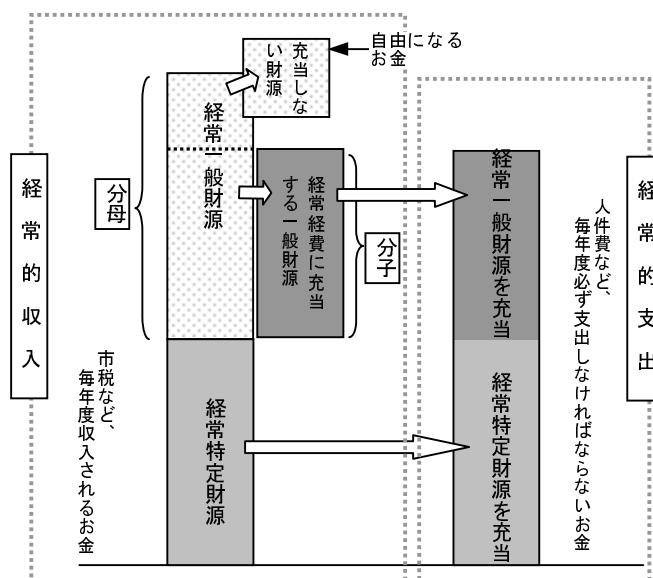 自由になる
お金
充当しな
い財源
経常一般財源
分母
経常的収入
経常経費に充当
する一般財源
分子
経常一般財源を充当
人件費など、
毎年度必ず支出しなければならないお金
経常的支出
市税など、
毎年度収入されるお金
経常特定財源
経常特定財源を充当